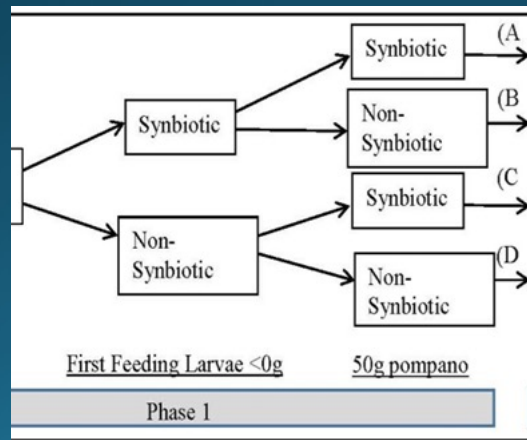 Synbiotic
(A
Synbiotic
Non-
Synbiotic
(B
Non-
Synbiotic
Synbiotic
(C
Non-
Synbiotic
(D
First Feeding Larvae <0g
50g pompano
Phase 1